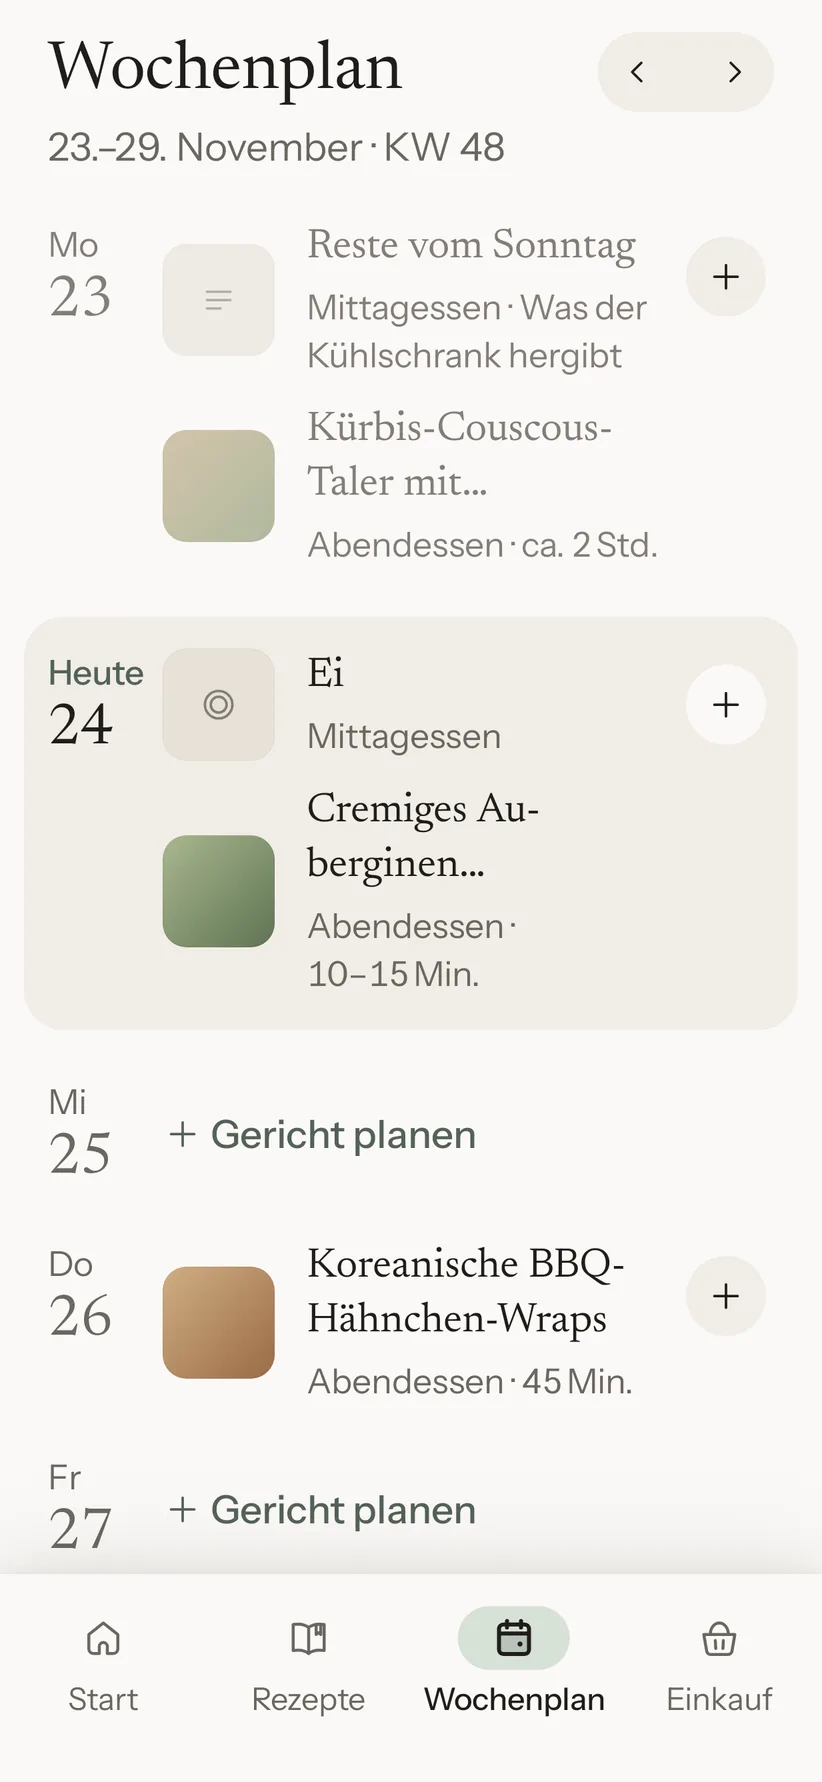 Wochenplan
23.–29. November · KW 48
Mo
23
Reste vom Sonntag
Mittagessen · Was der
Kühlschrank hergibt
Kürbis-Couscous-
Taler mit…
Abendessen · ca. 2 Std.
Heute
24
Ei
Mittagessen
Cremiges Au-
berginen…
Abendessen ·
10–15 Min.
Mi
25
+ Gericht planen
Do
26
Koreanische BBQ-
Hähnchen-Wraps
Abendessen · 45 Min.
Fr
27
+ Gericht planen
Start
Rezepte
Wochenplan
Einkauf